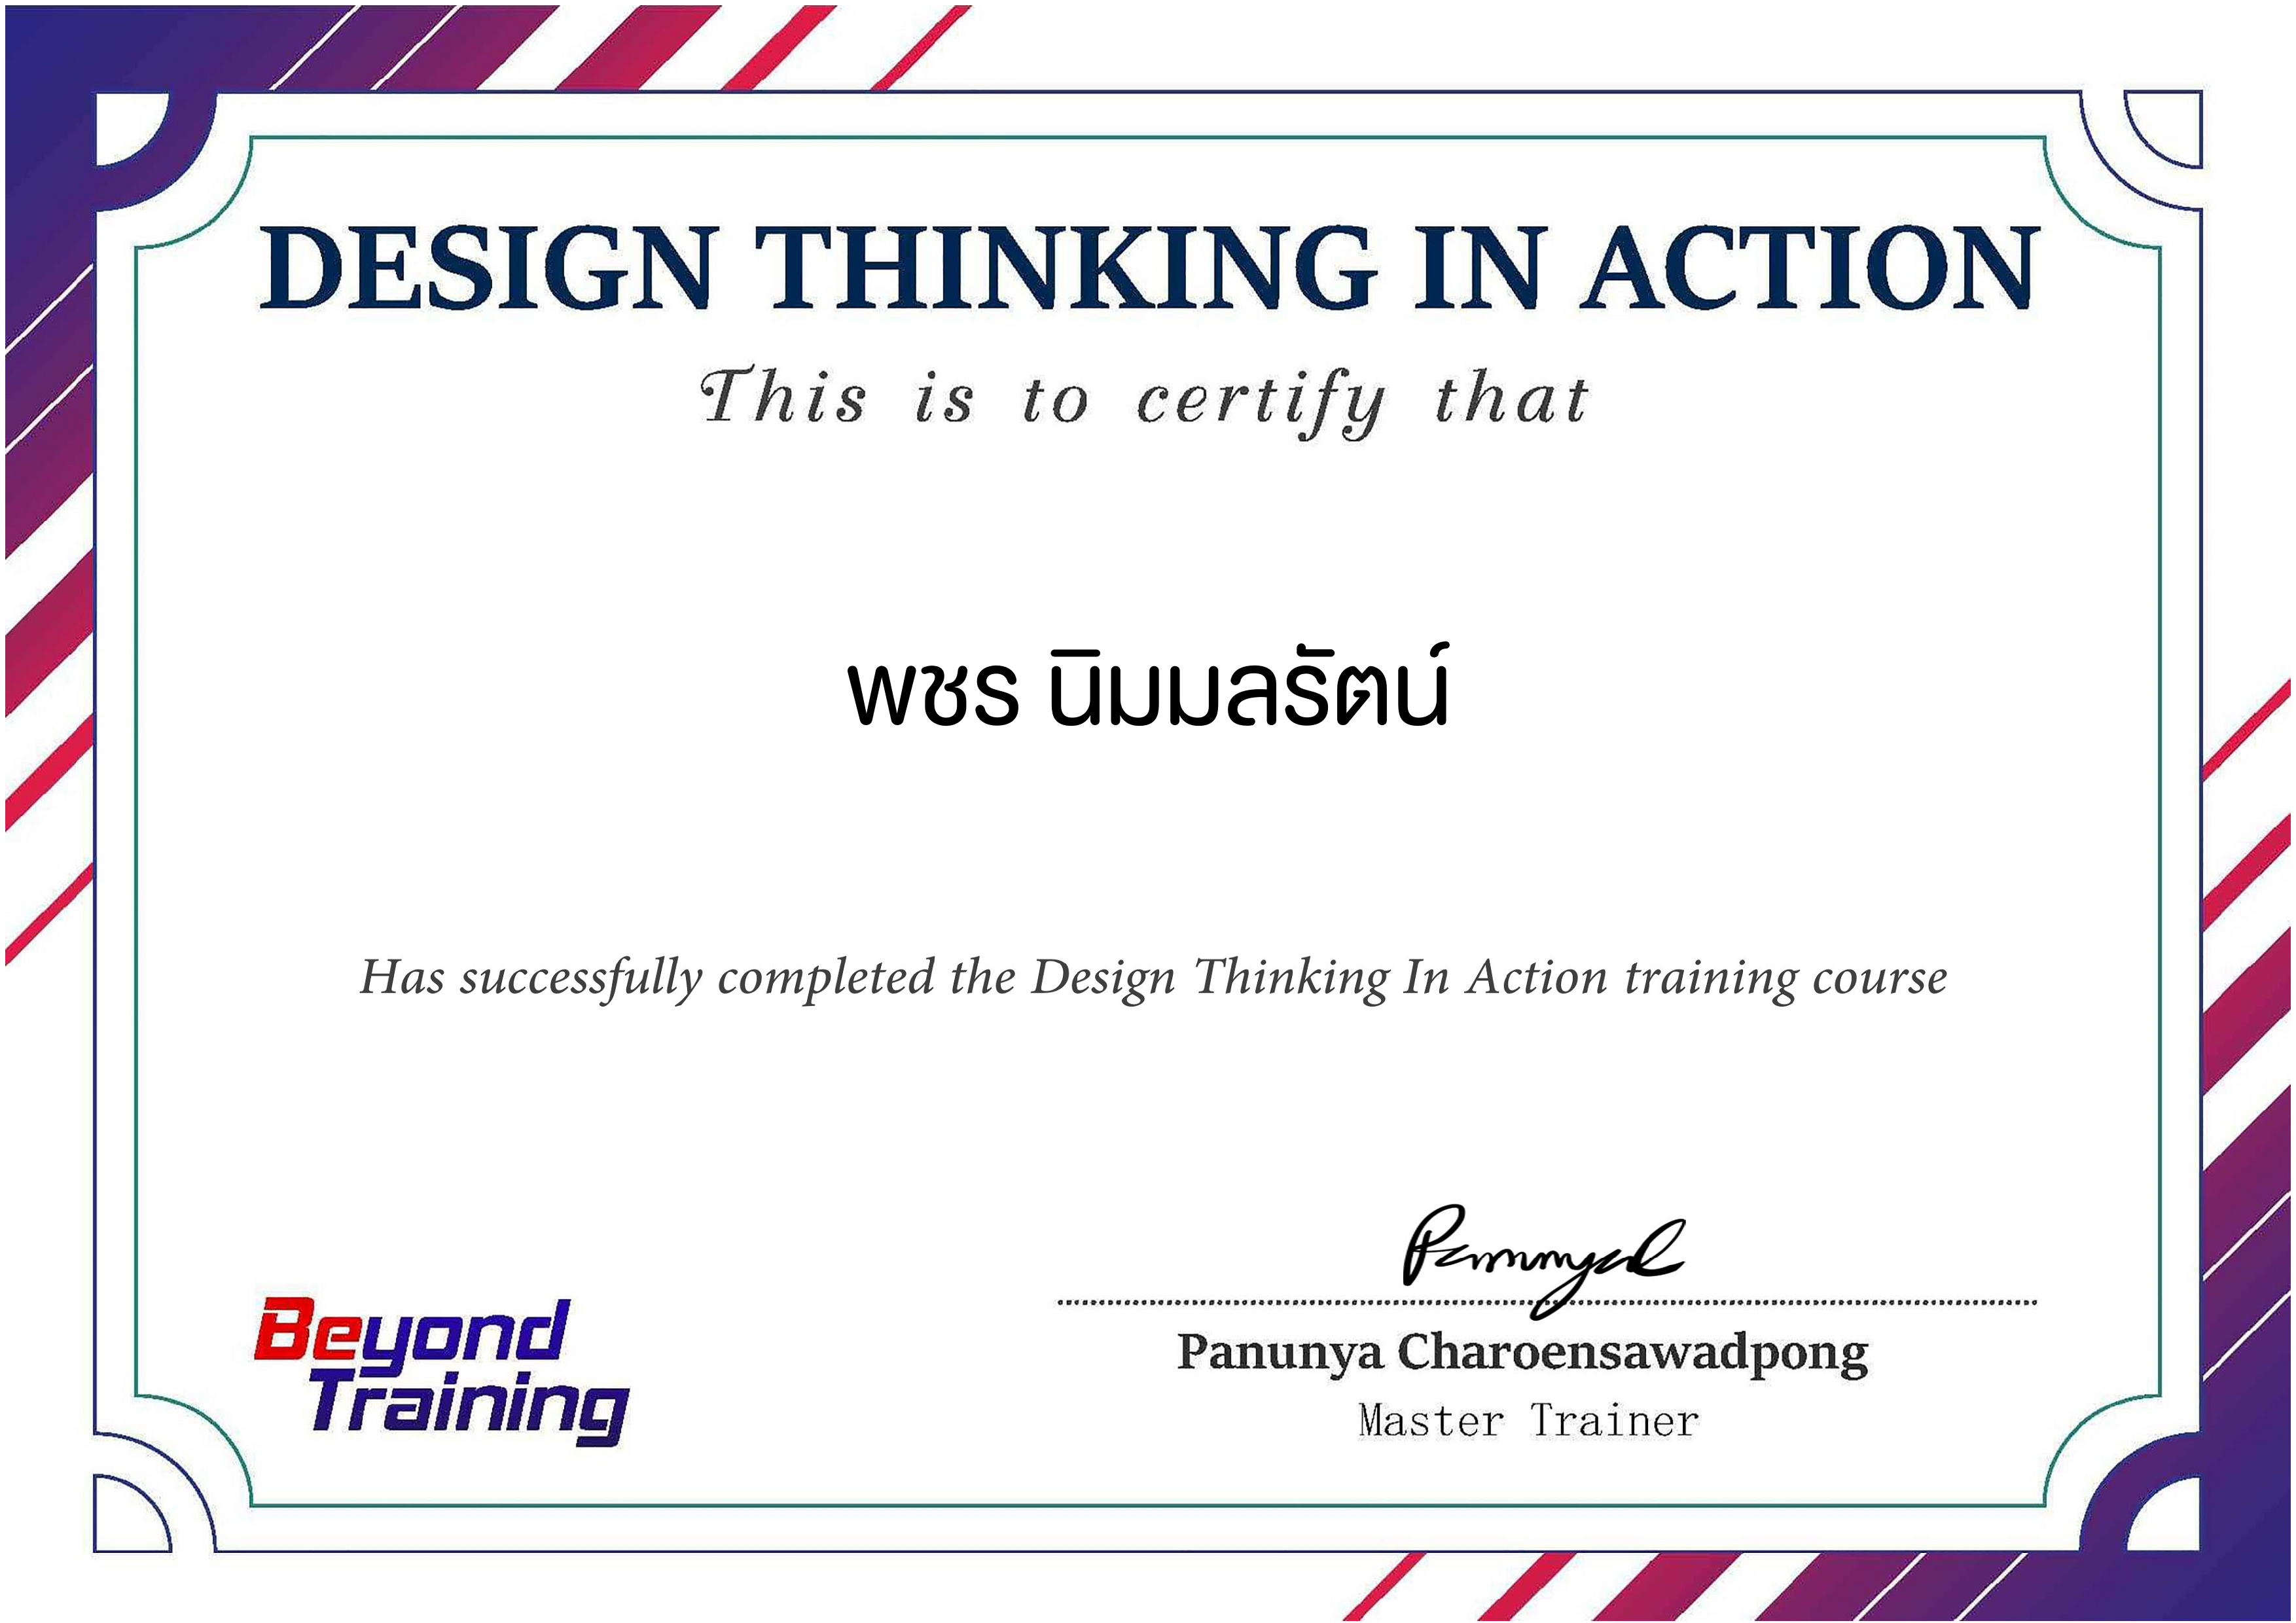 DESIGN THINKING IN ACTION
This is to certify that
พชร นิมมลรัตน์
Has successfully completed the Design Thinking In Action training course
Beyond
Training
Panunya Charoensawadpong
Master Trainer